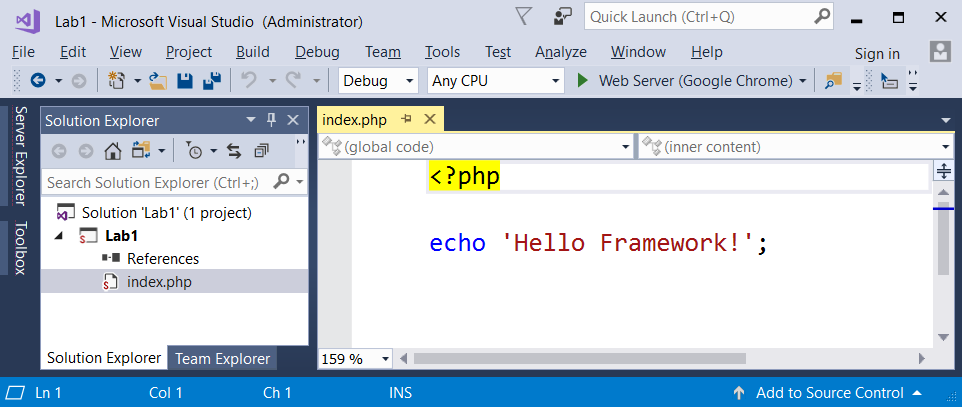 Lab1 - Microsoft Visual Studio (Administrator)
Quick Launch (Ctrl+Q)
File Edit View Project Build Debug Team Tools Test Analyze Window Help
Sign in
Debug Any CPU Web Server (Google Chrome)
Server Explorer
Toolbox
Solution Explorer
Search Solution Explorer (Ctrl+;)
Solution 'Lab1' (1 project)
Lab1
References
index.php
Solution Explorer Team Explorer
index.php
(global code) (inner content)
<?php
echo 'Hello Framework!';
159 %
Ln 1 Col 1 Ch 1 INS Add to Source Control